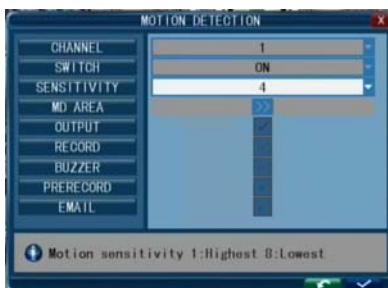 MOTION DETECTION X
CHANNEL 1
SWITCH ON
SENSITIVITY 4
MD AREA >>
OUTPUT
RECORD
BUZZER
PRERECORD
EMAIL
Motion sensitivity 1:Highest 8:Lowest